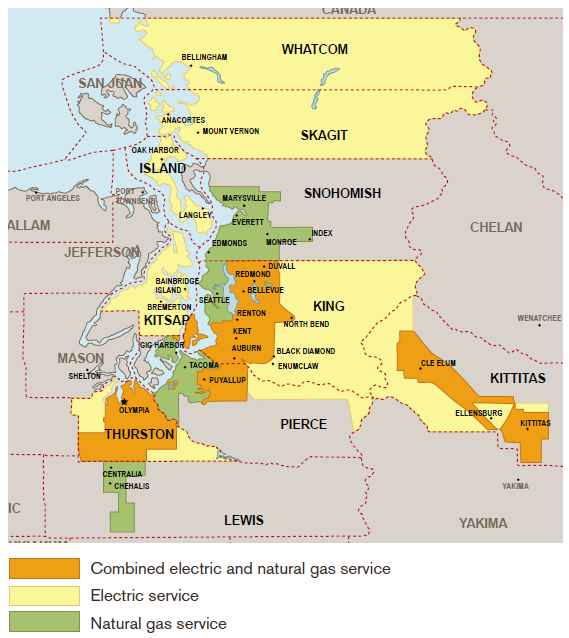 CANADA
WHATCOM
BELLINGHAM
SAN JUAN
ANACORTES
MOUNT VERNON
SKAGIT
OAK HARBOR
ISLAND
SNOHOMISH
PORT ANGELES
PORT
TOWNSEND
MARYSVILLE
LANGLEY
EVERETT
ALLAM
CHELAN
INDEX
JEFFERSON
EDMONDS
MONROE
DUVALL
REDMOND
BAINBRIDGE
ISLAND
BELLEVUE
SEATTLE
BREMERTON
KING
KITSAP
RENTON
NORTH BEND
WENATCHEE
KENT
GIG HARBOR
AUBURN
BLACK DIAMOND
MASON
TACOMA
ENUMCLAW
CLE ELUM
SHELTON
PUYALLUP
KITTITAS
OLYMPIA
ELLENSBURG
KITTITAS
PIERCE
THURSTON
CENTRALIA
CHEHALIS
YAKIMA
IC
LEWIS
YAKIMA
Combined electric and natural gas service
Electric service
Natural gas service